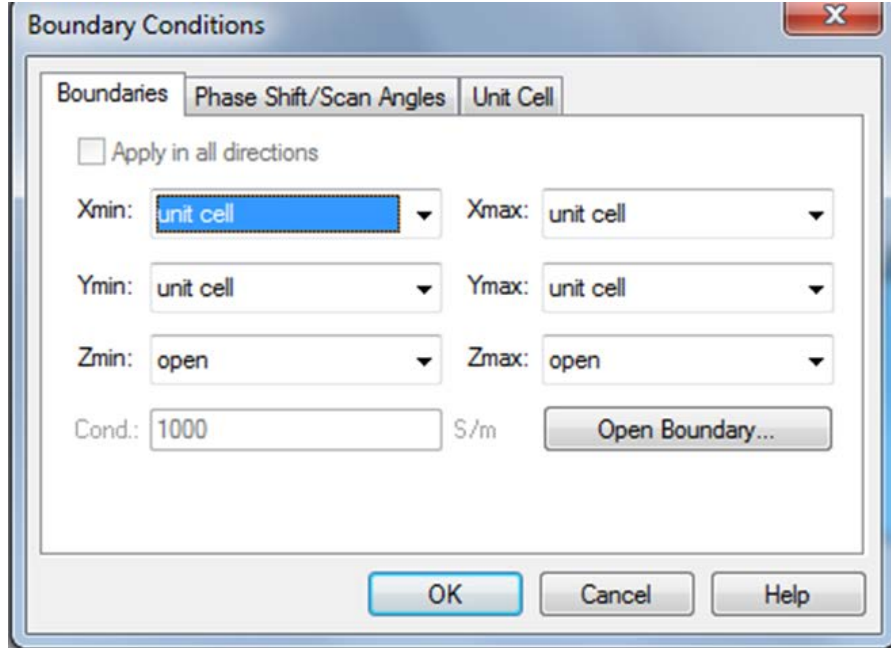 Boundary Conditions
Boundaries Phase Shift/Scan Angles Unit Cell
Apply in all directions
Xmin: unit cell Xmax: unit cell
Ymin: unit cell Ymax: unit cell
Zmin: open Zmax: open
Cond.: 1000 S/m Open Boundary...
OK Cancel Help